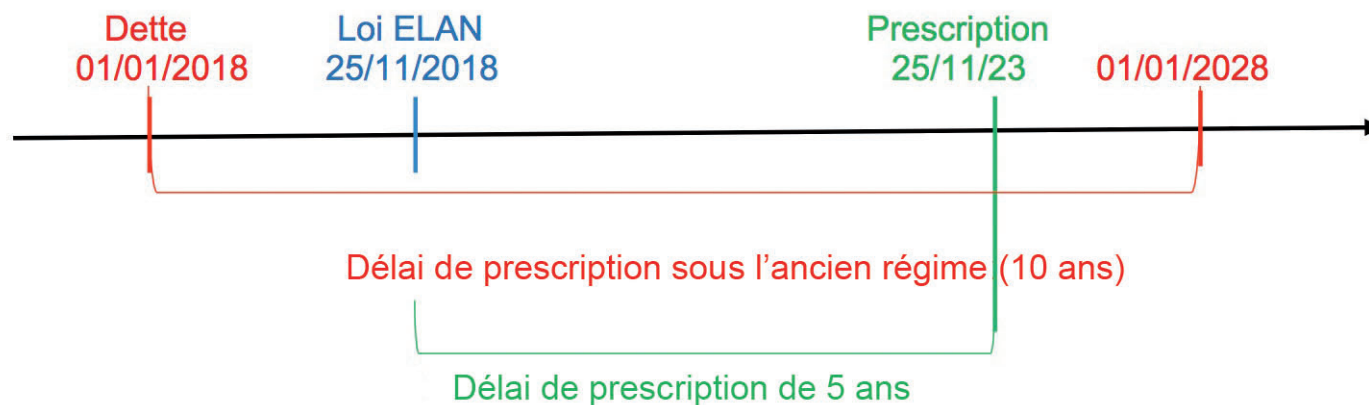 Dette
01/01/2018
Loi ELAN
25/11/2018
Prescription
25/11/23
01/01/2028
Délai de prescription sous l’ancien régime (10 ans)
Délai de prescription de 5 ans